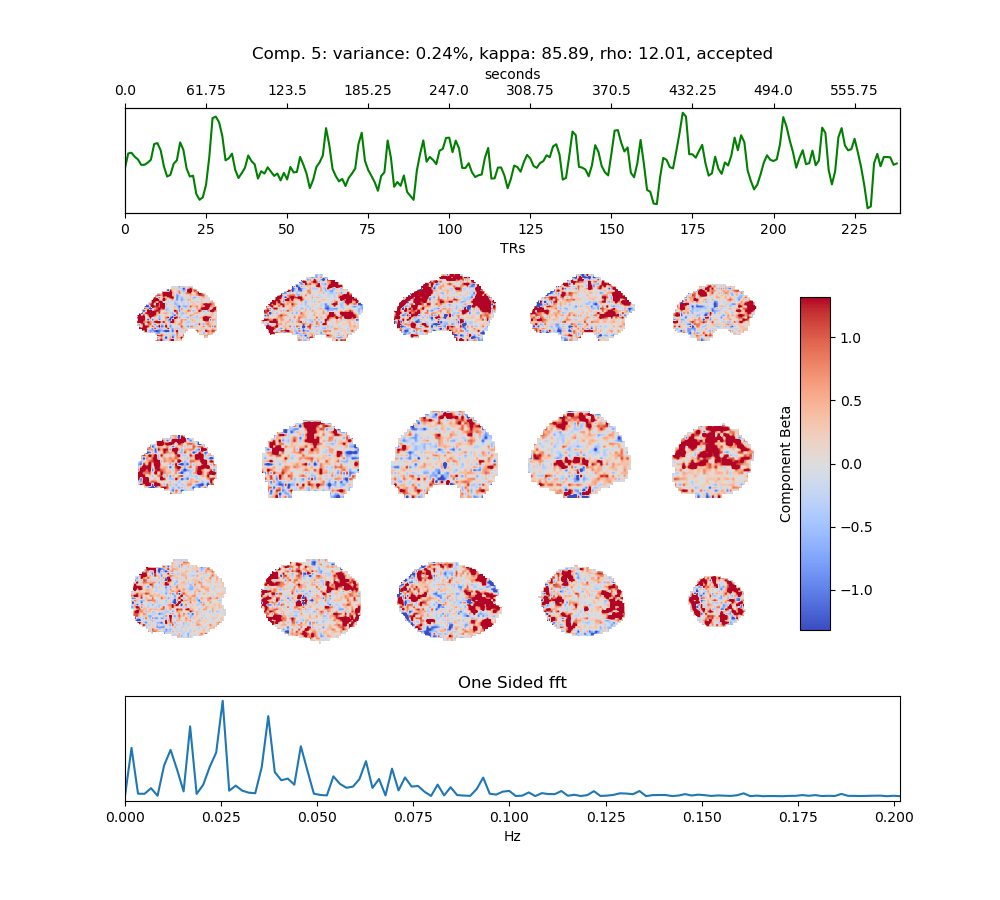 Comp. 5: variance: 0.24%, kappa: 85.89, rho: 12.01, accepted
seconds
0.0 61.75 123.5 185.25 247.0 308.75 370.5 432.25 494.0 555.75
0 25 50 75 100 125 150 175 200 225
TRs
1.0
0.5
0.0
−0.5
−1.0
Component Beta
One Sided fft
0.000 0.025 0.050 0.075 0.100 0.125 0.150 0.175 0.200
Hz